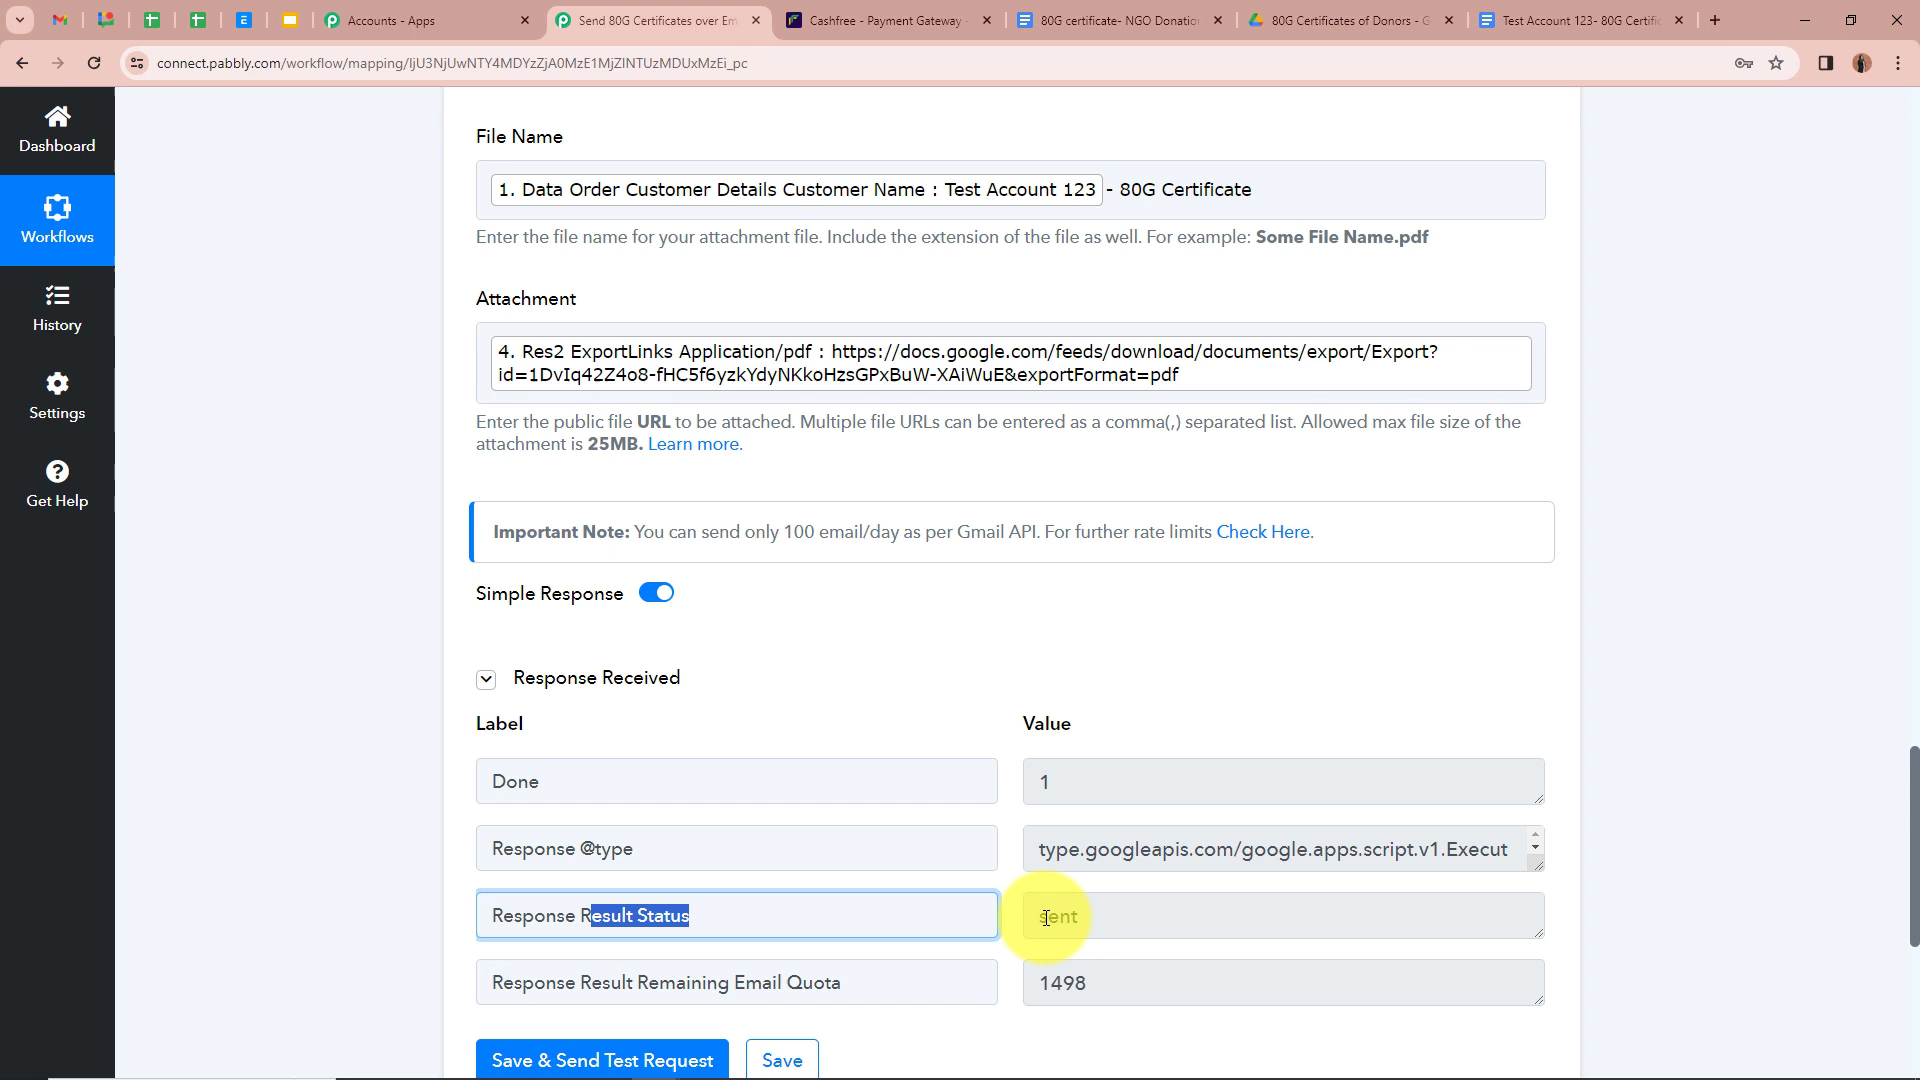 Accounts - Apps
Send 80G Certificates over Em
Cashfree - Payment Gateway -
80G certificate- NGO Donation
80G Certificates of Donors - G
Test Account 123- 80G Certific
connect.pabbly.com/workflow/mapping/IjU3NjUwNTY4MDYzZjA0MzE1MjZlNTUzMDUxMzEi_pc
Dashboard
Workflows
History
Settings
Get Help
File Name
1. Data Order Customer Details Customer Name : Test Account 123 - 80G Certificate
Enter the file name for your attachment file. Include the extension of the file as well. For example: Some File Name.pdf
Attachment
4. Res2 ExportLinks Application/pdf : https://docs.google.com/feeds/download/documents/export/Export?
id=1DvIq42Z4o8-fHC5f6yzkYdyNKkoHzsGPxBuW-XAiWuE&exportFormat=pdf
Enter the public file URL to be attached. Multiple file URLs can be entered as a comma(,) separated list. Allowed max file size of the
attachment is 25MB. Learn more.
Important Note: You can send only 100 email/day as per Gmail API. For further rate limits Check Here.
Simple Response
Response Received
Label Value
Done 1
Response @type type.googleapis.com/google.apps.script.v1.Execut
Response Result Status sent
Response Result Remaining Email Quota 1498
Save & Send Test Request Save